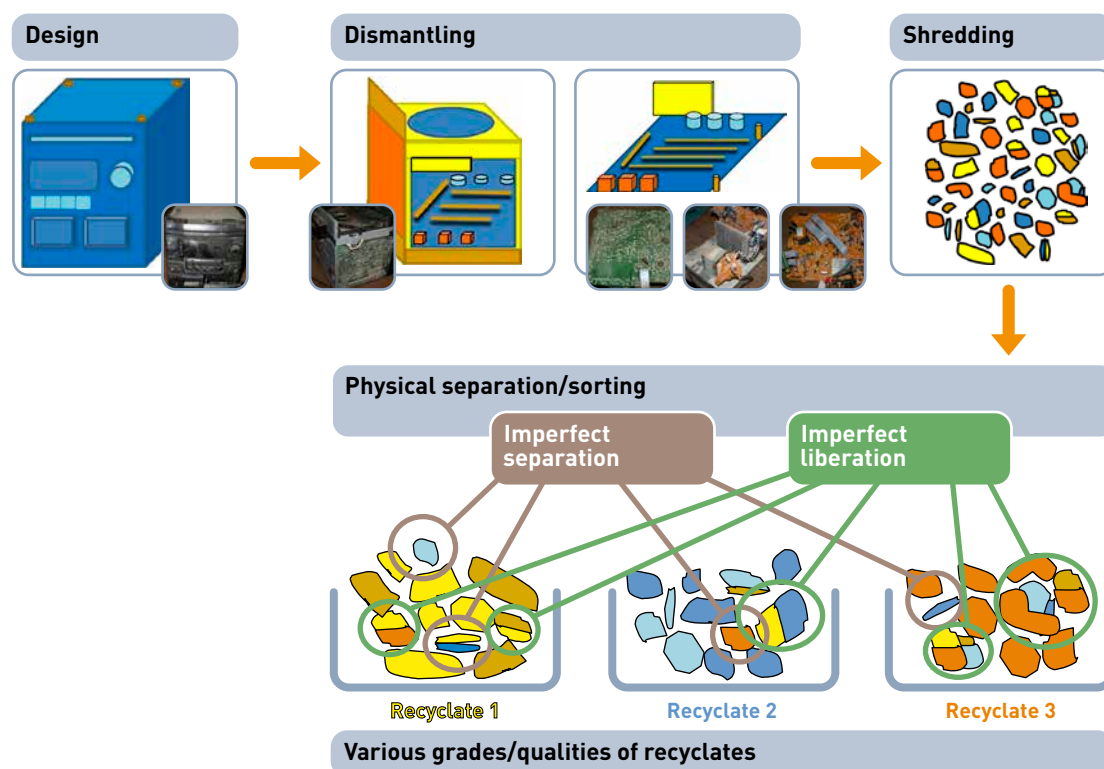 Design
Dismantling
Shredding
Physical separation/sorting
Imperfect
separation
Imperfect
liberation
Recyclate 1
Recyclate 2
Recyclate 3
Various grades/qualities of recyclates